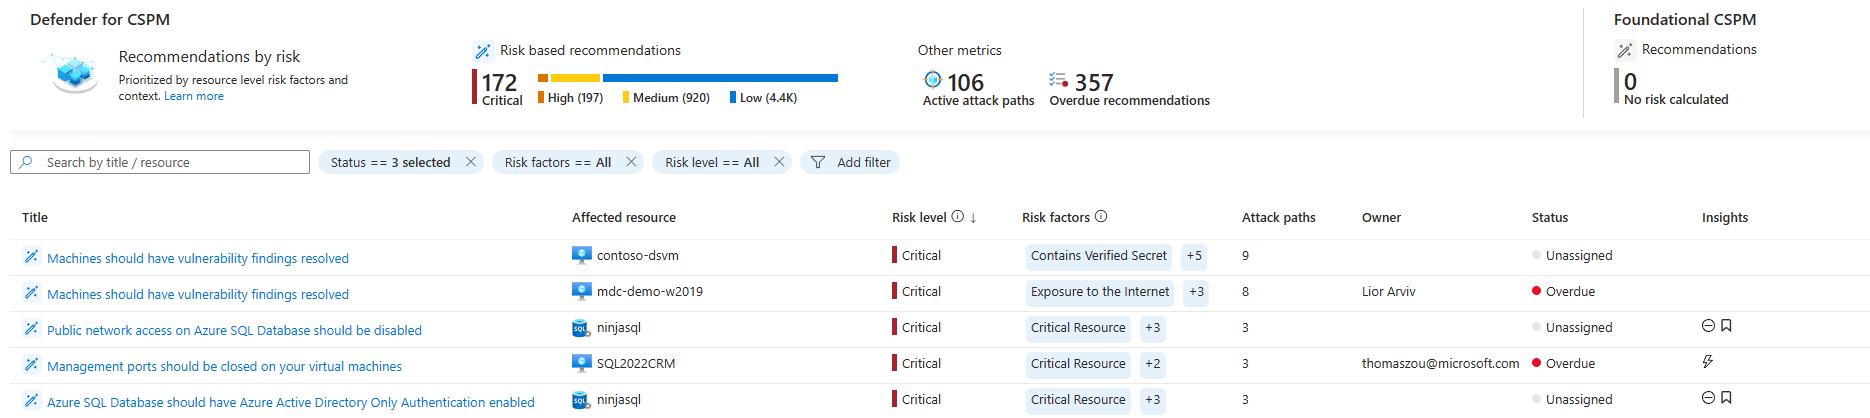 Defender for CSPM
Foundational CSPM
Recommendations by risk
Prioritized by resource level risk factors and
context. Learn more
Risk based recommendations
172
Critical
High (197) Medium (920) Low (4.4K)
Other metrics
106
Active attack paths
357
Overdue recommendations
Recommendations
0
No risk calculated
Search by title / resource
Status == 3 selected
Risk factors == All
Risk level == All
Add filter
Title Affected resource Risk level Risk factors Attack paths Owner Status Insights
Machines should have vulnerability findings resolved contoso-dsvm Critical Contains Verified Secret +5 9 Unassigned
Machines should have vulnerability findings resolved mdc-demo-w2019 Critical Exposure to the Internet +3 8 Lior Arviv Overdue
Public network access on Azure SQL Database should be disabled SQL ninjasql Critical Critical Resource +3 3 Unassigned
Management ports should be closed on your virtual machines SQL2022CRM Critical Critical Resource +2 3 thomaszou@microsoft.com Overdue
Azure SQL Database should have Azure Active Directory Only Authentication enabled SQL ninjasql Critical Critical Resource +3 3 Unassigned